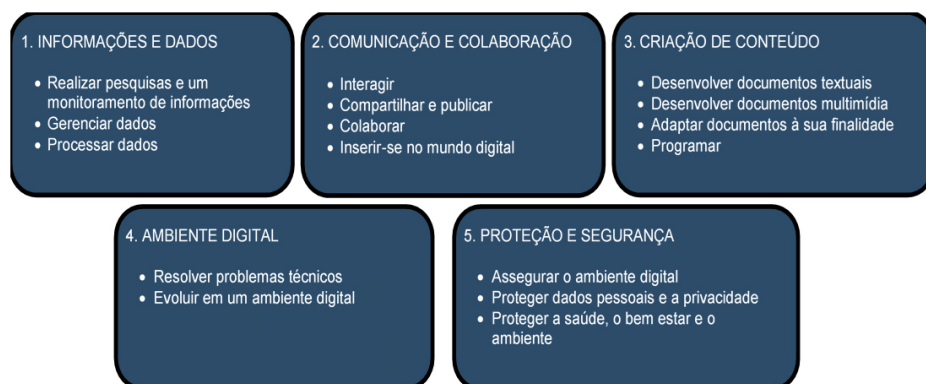 1. INFORMAÇÕES E DADOS
• Realizar pesquisas e um
monitoramento de informações
• Gerenciar dados
• Processar dados
2. COMUNICAÇÃO E COLABORAÇÃO
• Interagir
• Compartilhar e publicar
• Colaborar
• Inserir-se no mundo digital
3. CRIAÇÃO DE CONTEÚDO
• Desenvolver documentos textuais
• Desenvolver documentos multimídia
• Adaptar documentos à sua finalidade
• Programar
4. AMBIENTE DIGITAL
• Resolver problemas técnicos
• Evoluir em um ambiente digital
5. PROTEÇÃO E SEGURANÇA
• Assegurar o ambiente digital
• Proteger dados pessoais e a privacidade
• Proteger a saúde, o bem estar e o
ambiente